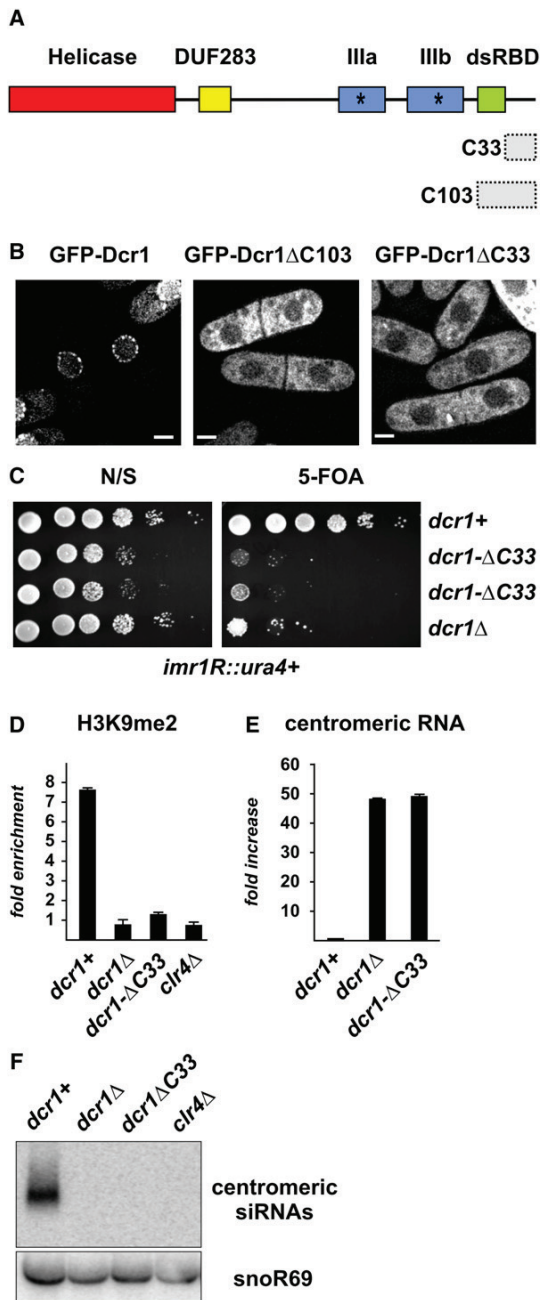 A
Helicase DUF283 IIIa IIIb dsRBD
* *
C33
C103
B GFP-Dcr1 GFP-Dcr1ΔC103 GFP-Dcr1ΔC33
C N/S 5-FOA
dcr1+
dcr1-ΔC33
dcr1-ΔC33
dcr1Δ
imr1R::ura4+
D H3K9me2
fold enrichment
8
7
6
5
4
3
2
1
dcr1+ dcr1Δ dcr1-ΔC33 clr4Δ
E centromeric RNA
fold increase
60
50
40
30
20
10
dcr1+ dcr1Δ dcr1-ΔC33
F
dcr1+ dcr1Δ dcr1ΔC33 clr4Δ
centromeric
siRNAs
snoR69